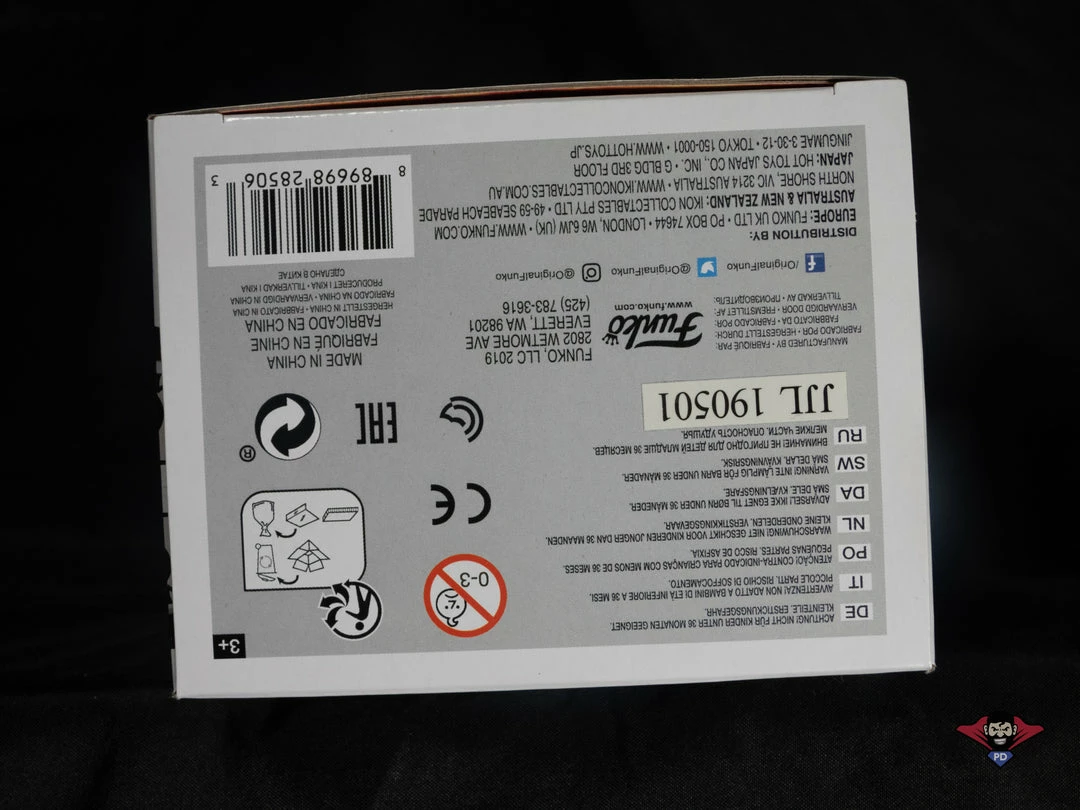 3+
DE
ACHTUNG! NICHT FÜR KINDER UNTER 36 MONATEN GEEIGNET.
KLEINTEILE. ERSTICKUNGSGEFAHR.
IT
AVVERTENZA! NON ADATTO A BAMBINI DI ETÀ INFERIORE A 36 MESI.
PICCOLE PARTI. RISCHIO DI SOFFOCAMENTO.
PO
ATENÇÃO! CONTRA-INDICADO PARA CRIANÇAS COM MENOS DE 36 MESES.
PEQUENAS PARTES. RISCO DE ASFIXIA.
NL
WAARSCHUWING! NIET GESCHIKT VOOR KINDEREN JONGER DAN 36 MAANDEN.
KLEINE ONDERDELEN. VERSTIKKINGSGEVAAR.
DA
ADVARSEL! IKKE EGNET TIL BØRN UNDER 36 MÅNEDER.
SMÅ DELE. KVÆLNINGSFARE.
SW
VARNING! INTE LÄMPLIG FÖR BARN UNDER 36 MÅNADER.
SMÅ DELAR. KVÄVNINGSRISK.
RU
ВНИМАНИЕ! НЕ ПРИГОДНО ДЛЯ ДЕТЕЙ МЛАДШЕ 36 МЕСЯЦЕВ.
МЕЛКИЕ ЧАСТИ. ОПАСНОСТЬ УДУШЬЯ.
0-3
CE
EAC
®
JJL 190501
MANUFACTURED BY • FABRIQUÉ PAR:
FABRICADO POR • HERGESTELLT DURCH:
FABBRICATO DA • FABRICADO POR:
VERVAARDIGD DOOR • FREMSTILLET AF:
TILLVERKAD AV • ПРОИЗВОДИТЕЛЬ:
Funko
www.funko.com
FUNKO, LLC 2019
2802 WETMORE AVE
EVERETT, WA 98201
(425) 783-3616
MADE IN CHINA
FABRIQUÉ EN CHINE
FABRICADO EN CHINA
HERGESTELLT IN CHINA • FABBRICATO IN CHINA
FABRICADO NA CHINA • VERVAARDIGD IN CHINA
PRODUCERET I KINA • TILLVERKAD I KINA
СДЕЛАНО В КИТАЕ
/OriginalFunko
@OriginalFunko
@OriginalFunko
DISTRIBUTION BY:
EUROPE: FUNKO UK LTD • PO BOX 74644 • LONDON, W6 6JW (UK) • WWW.FUNKO.COM
AUSTRALIA & NEW ZEALAND: IKON COLLECTABLES PTY LTD • 49-59 SEABEACH PARADE
NORTH SHORE, VIC 3214 AUSTRALIA • WWW.IKONCOLLECTABLES.COM.AU
JAPAN: HOT TOYS JAPAN CO., INC. • G BLDG 3RD FLOOR
JINGUMAE 3-30-12 • TOKYO 150-0001 • WWW.HOTTOYS.JP
8 89698 28506 3
PD